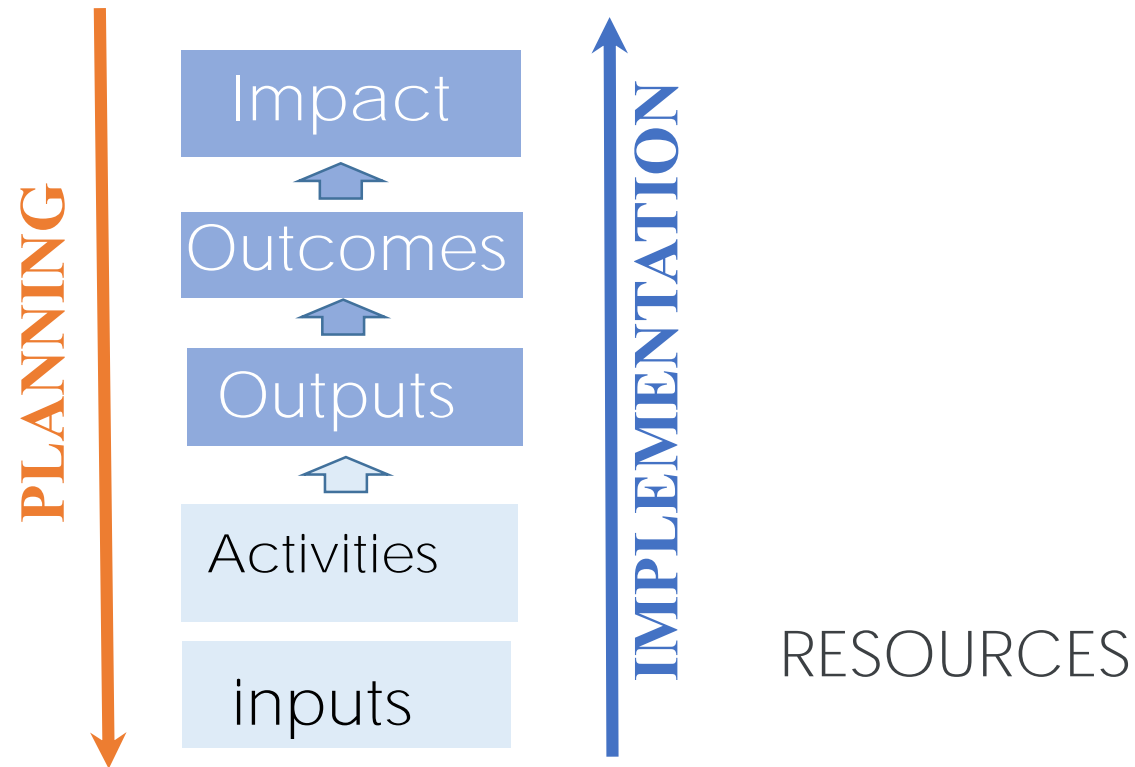 PLANNING
Impact
Outcomes
Outputs
Activities
inputs
IMPLEMENTATION
RESOURCES